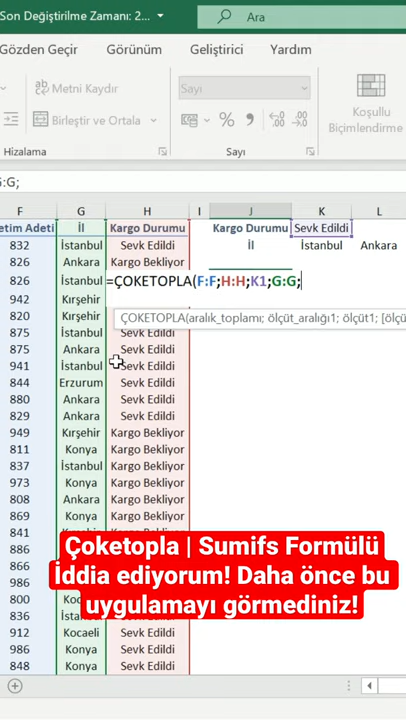 Son Değiştirilme Zamanı: 2...
Ara
Gözden Geçir Görünüm Geliştirici Yardım
Metni Kaydır
Sayı
Birleştir ve Ortala
%
Koşullu
Biçimlendirme
Hizalama
Sayı
G:G;
F G H I J K L
etim Adeti İl Kargo Durumu Kargo Durumu Sevk Edildi
832 İstanbul Sevk Edildi İl İstanbul Ankara
826 Ankara Kargo Bekliyor
826 İstanbul =ÇOKETOPLA(F:F;H:H;K1;G:G;
942 Kırşehir
820 Kırşehir
ÇOKETOPLA(aralık_toplamı; ölçüt_aralığı1; ölçüt1; [ölçüt
875 İstanbul Sevk Edildi
875 Ankara Sevk Edildi
941 İstanbul Sevk Edildi
844 Erzurum Sevk Edildi
880 Ankara Sevk Edildi
829 Ankara Sevk Edildi
949 Kırşehir Kargo Bekliyor
811 Konya Kargo Bekliyor
967 İstanbul Kargo Bekliyor
973 Konya Kargo Bekliyor
808 Ankara Kargo Bekliyor
869 Konya Kargo Bekliyor
841
886
966
986
800
912 Kocaeli Sevk Edildi
986 Konya Sevk Edildi
848 Konya Sevk Edildi
Çoketopla | Sumifs Formülü
İddia ediyorum! Daha önce bu
uygulamayı görmediniz!